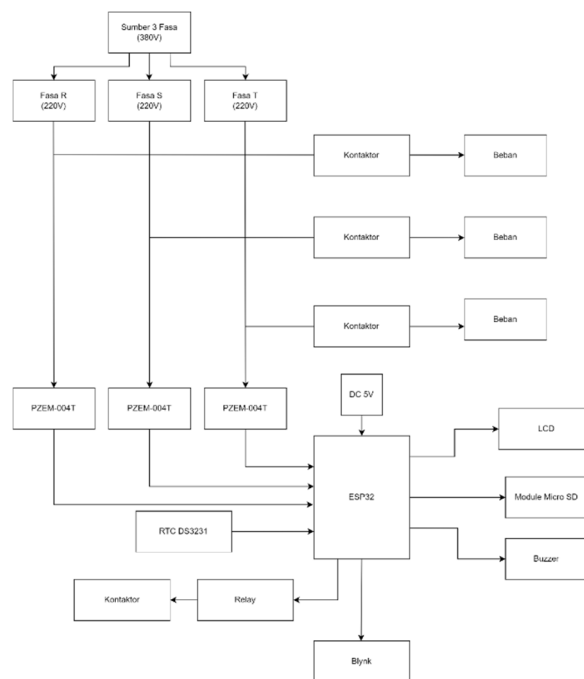 Sumber 3 Fasa
(380V)
Fasa R
(220V)
Fasa S
(220V)
Fasa T
(220V)
Kontaktor
Beban
Kontaktor
Beban
Kontaktor
Beban
PZEM-004T
PZEM-004T
PZEM-004T
DC 5V
LCD
ESP32
Module Micro SD
RTC DS3231
Buzzer
Kontaktor
Relay
Blynk